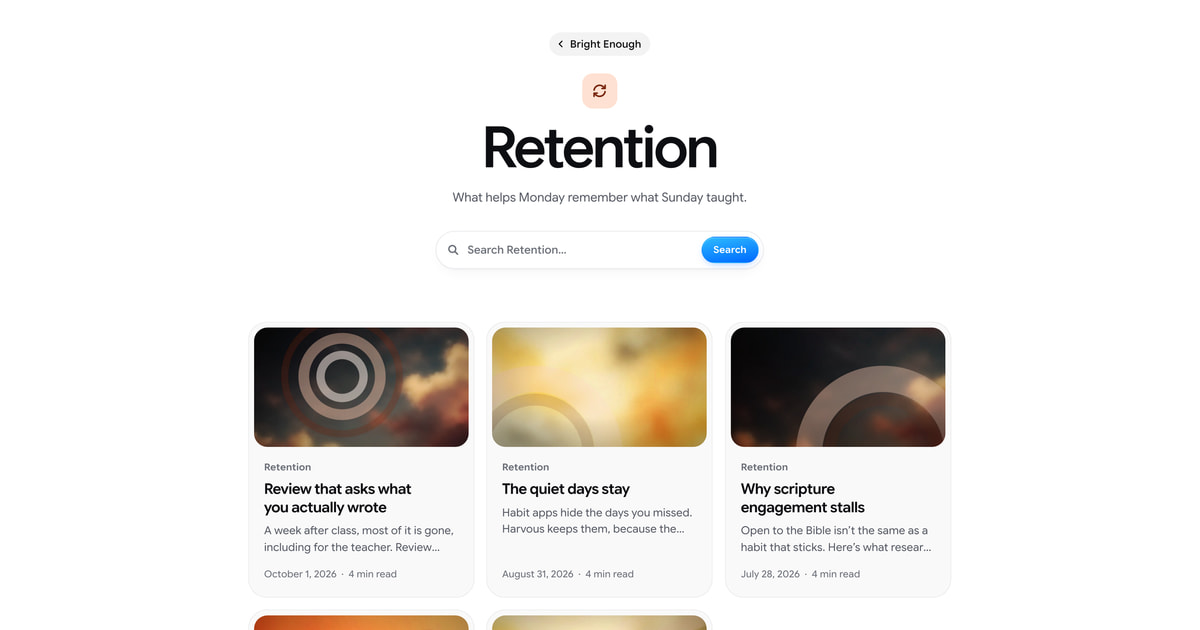 Bright Enough
Retention
What helps Monday remember what Sunday taught.
Search Retention...
Search
Retention
Review that asks what
you actually wrote
A week after class, most of it is gone,
including for the teacher. Review...
October 1, 2026 · 4 min read
Retention
The quiet days stay
Habit apps hide the days you missed.
Harvous keeps them, because the...
August 31, 2026 · 4 min read
Retention
Why scripture
engagement stalls
Open to the Bible isn’t the same as a
habit that sticks. Here’s what resear...
July 28, 2026 · 4 min read